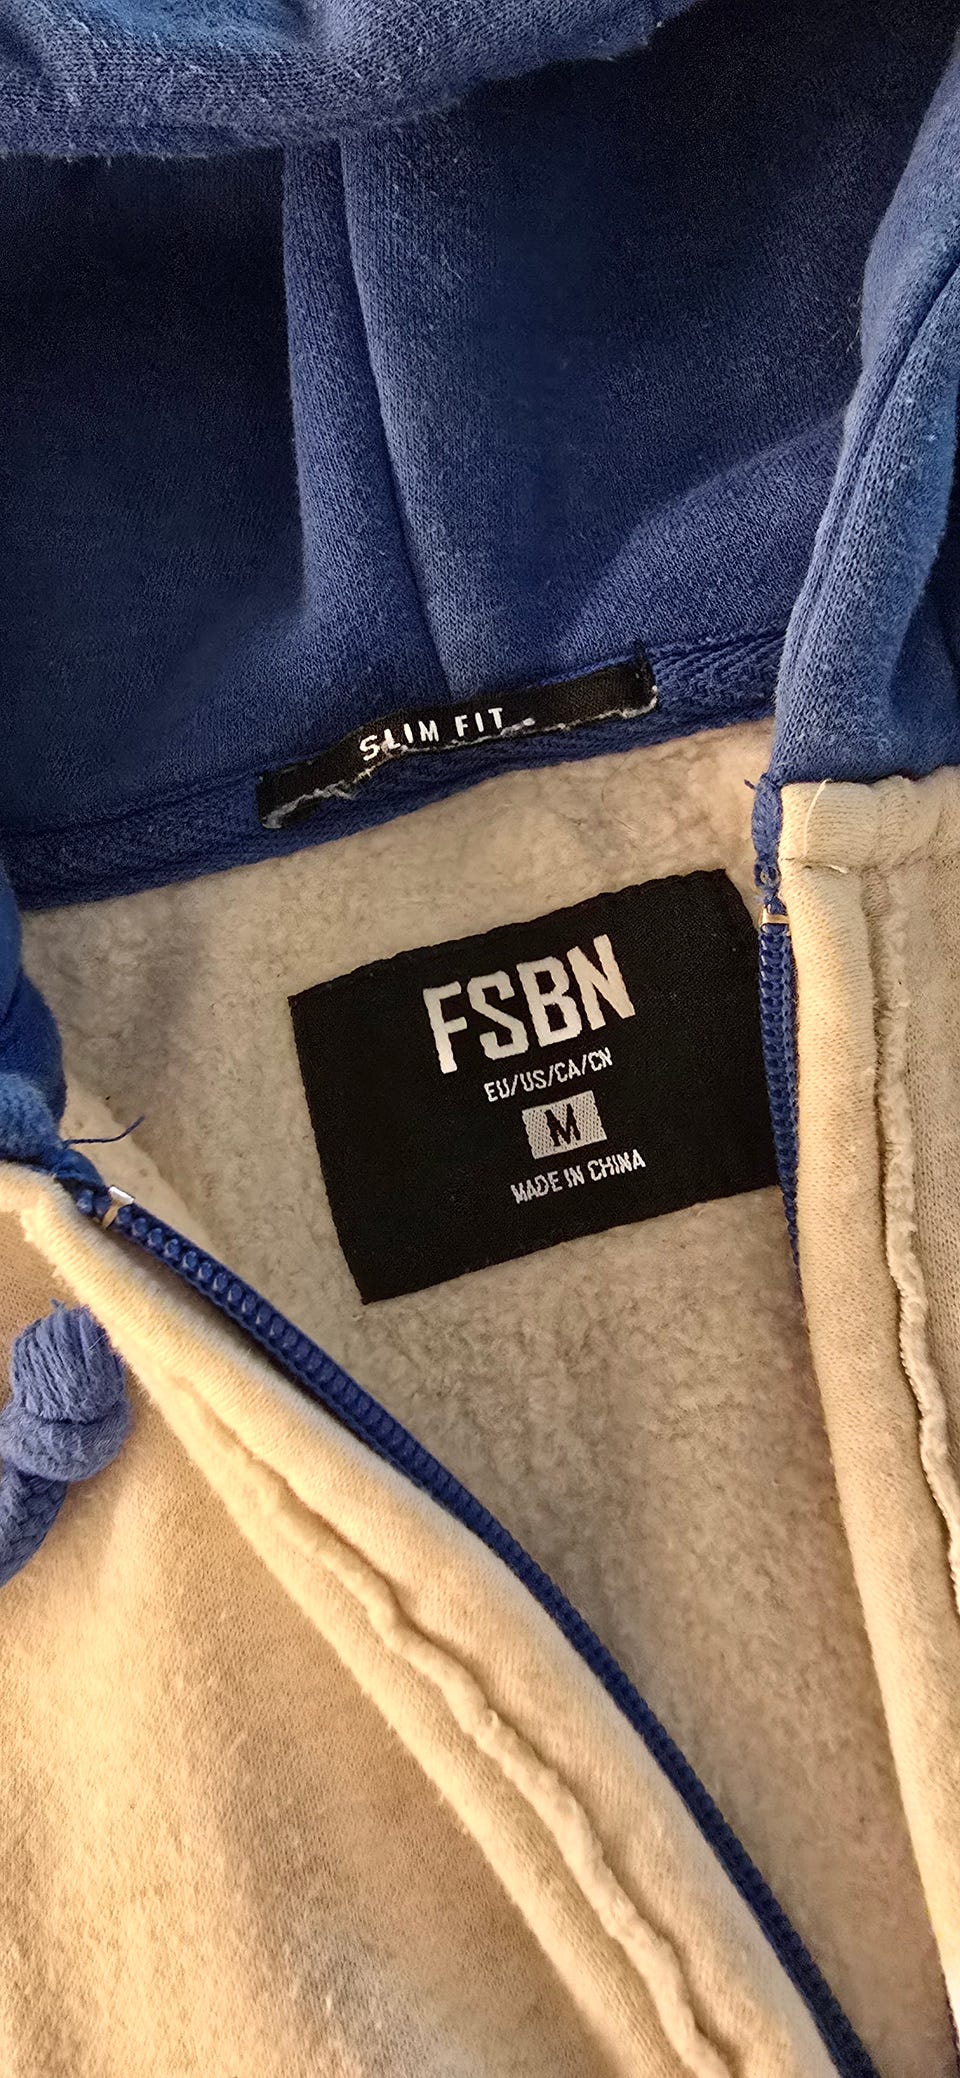 SLIM FIT
FSBN
EU/US/CA/CN
M
MADE IN CHINA